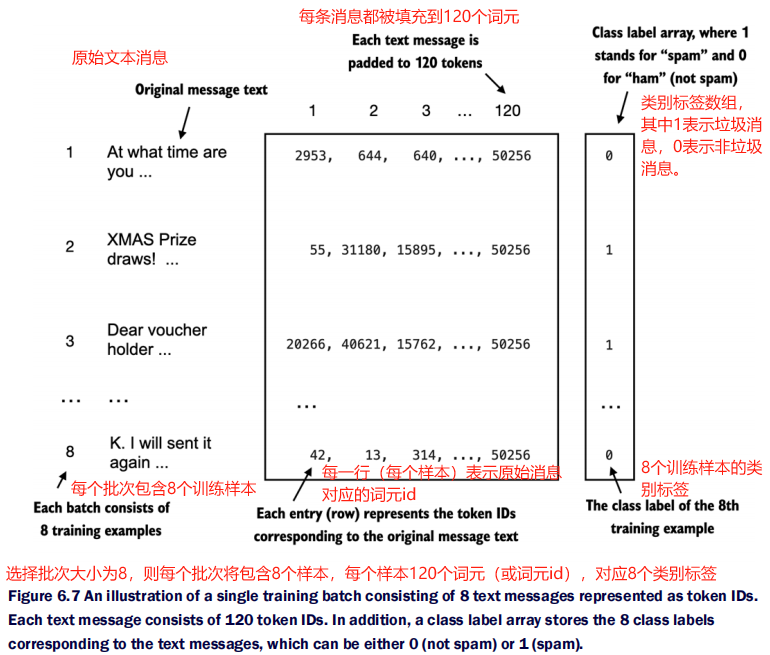 每条消息都被填充到120个词元
Each text message is
padded to 120 tokens
Class label array, where 1
stands for “spam” and 0
for “ham” (not spam)
原始文本消息
Original message text
类别标签数组,
其中1表示垃圾消
息，0表示非垃圾
消息。
1 2 3 ... 120
1 At what time are
you ...
2953, 644, 640, ..., 50256
0
2 XMAS Prize
draws! ...
55, 31180, 15895, ..., 50256
1
3 Dear voucher
holder ...
20266, 40621, 15762, ..., 50256
1
... ... ... ...
8 K. I will sent it
again ...
42, 13, 314, ..., 50256
0
每个批次包含8个训练样本
Each batch consists of
8 training examples
每一行（每个样本）表示原始消息
对应的词元id
Each entry (row) represents the token IDs
corresponding to the original message text
8个训练样本的类
别标签
The class label of the 8th
training example
选择批次大小为8，则每个批次将包含8个样本，每个样本120个词元（或词元id），对应8个类别标签
Figure 6.7 An illustration of a single training batch consisting of 8 text messages represented as token IDs.
Each text message consists of 120 token IDs. In addition, a class label array stores the 8 class labels
corresponding to the text messages, which can be either 0 (not spam) or 1 (spam).